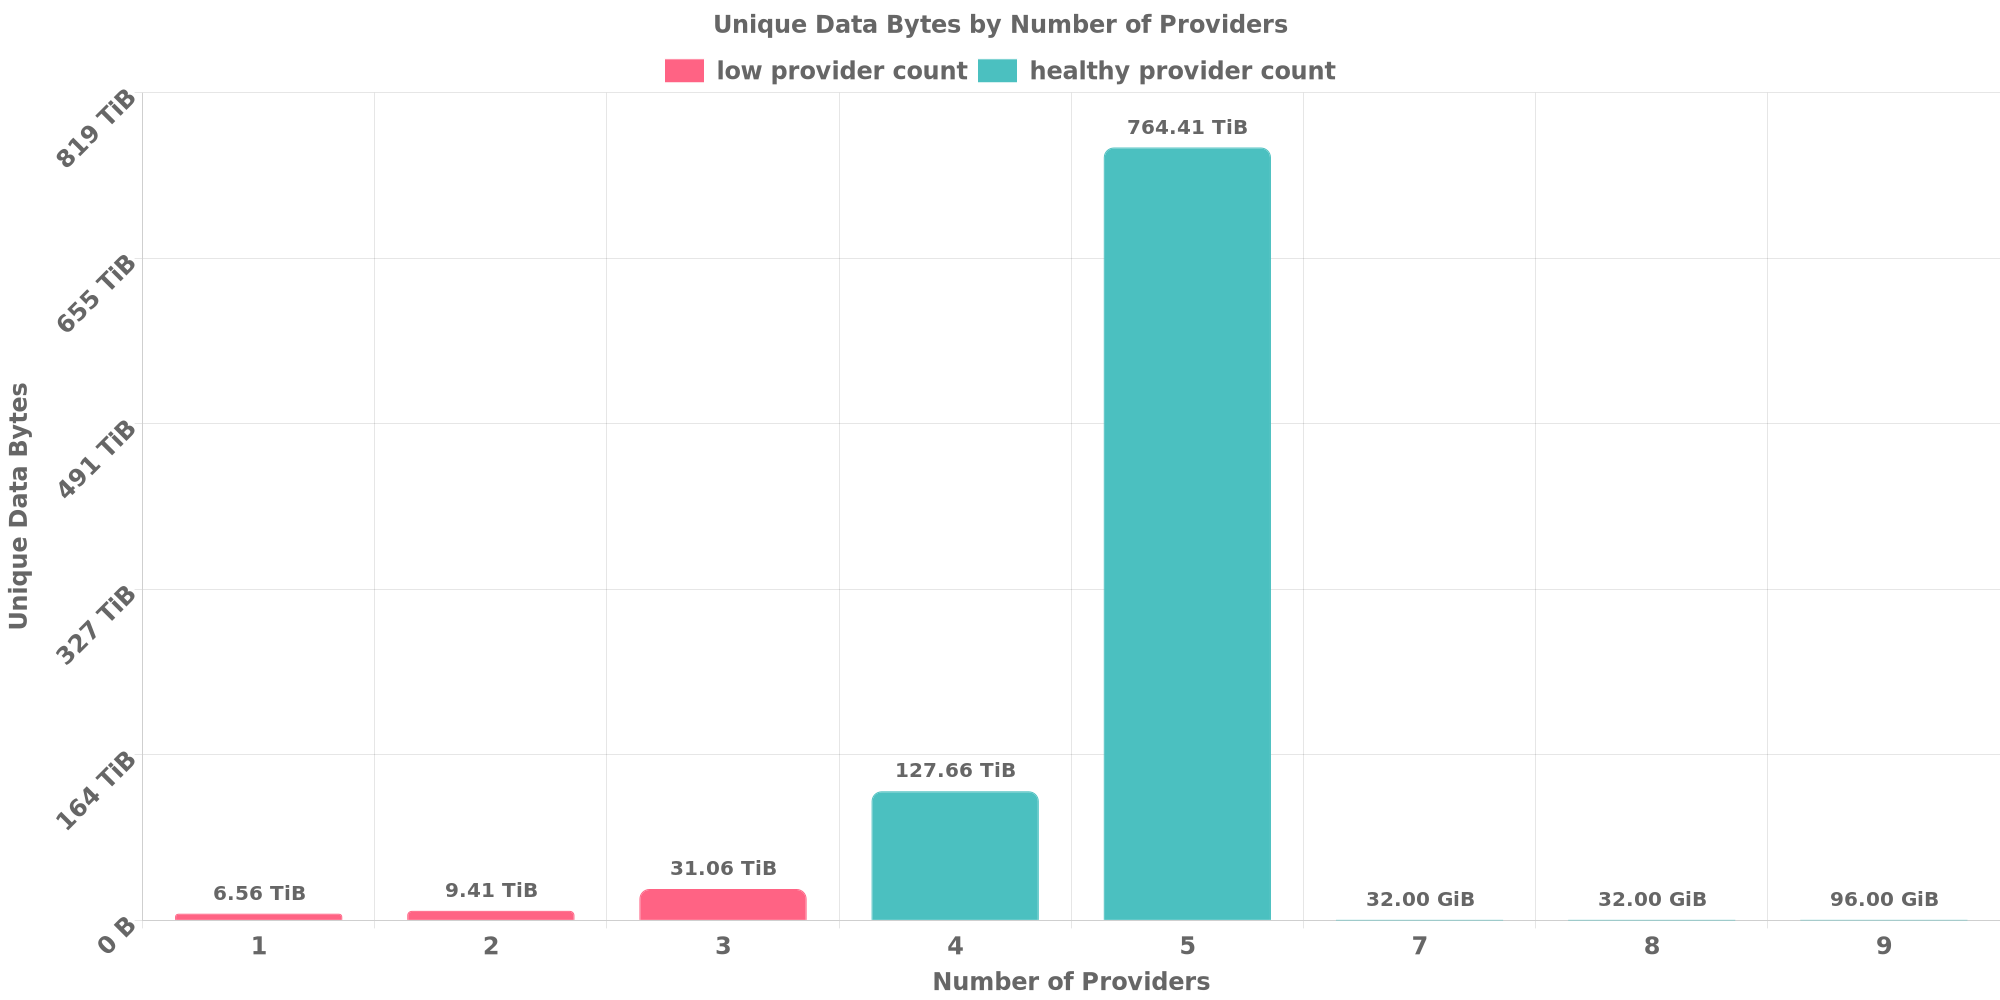 Unique Data Bytes by Number of Providers
low provider count healthy provider count
819 TiB
655 TiB
491 TiB
327 TiB
164 TiB
0 B
Unique Data Bytes
6.56 TiB
9.41 TiB
31.06 TiB
127.66 TiB
764.41 TiB
32.00 GiB
32.00 GiB
96.00 GiB
1 2 3 4 5 7 8 9
Number of Providers